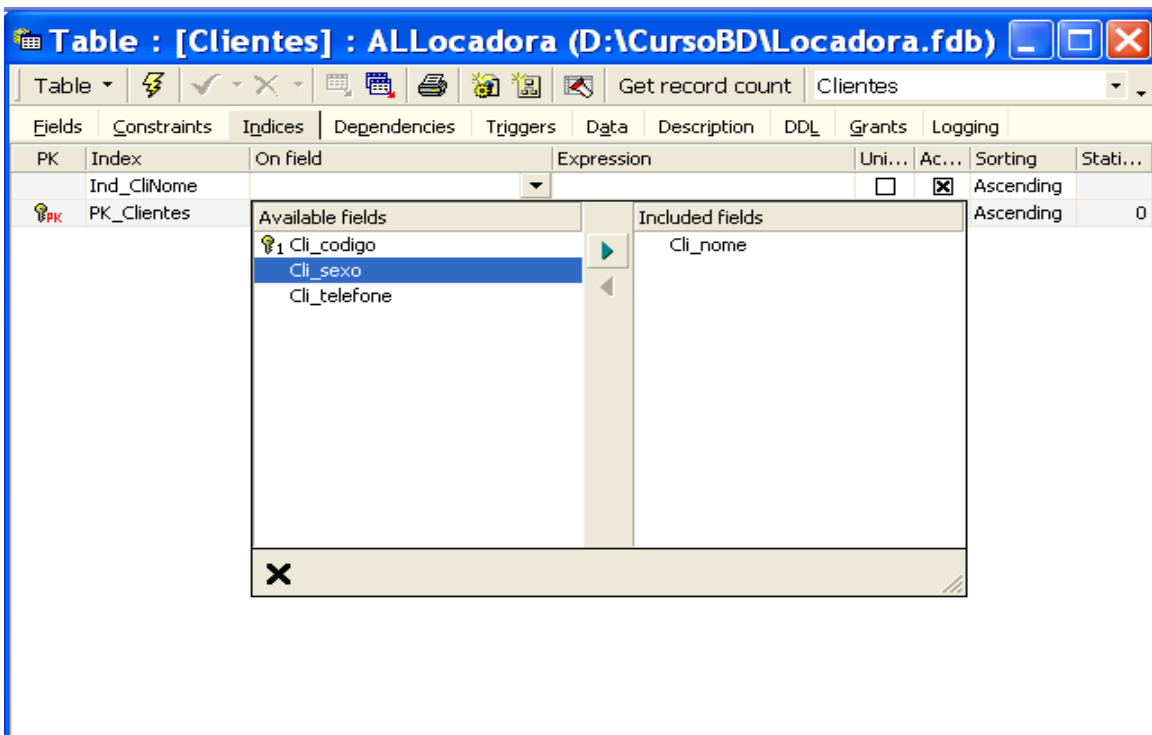 Table : [Clientes] : ALLocadora (D:\CursoBD\Locadora.fdb)
Table Get record count Clientes
Fields Constraints Indices Dependencies Triggers Data Description DDL Grants Logging
PK Index On field Expression Uni... Ac... Sorting Stati...
Ind_CliNome Ascending
PK PK_Clientes Ascending 0
Available fields Included fields
1 Cli_codigo Cli_nome
Cli_sexo
Cli_telefone